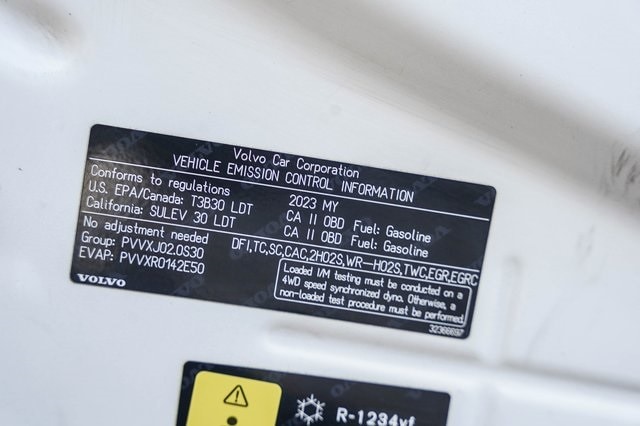 Volvo Car Corporation
VEHICLE EMISSION CONTROL INFORMATION
Conforms to regulations 2023 MY
U.S. EPA/Canada: T3B30 LDT CA II OBD Fuel: Gasoline
California: SULEV 30 LDT CA II OBD Fuel: Gasoline
No adjustment needed DFI,TC,SC,CAC,2HO2S,WR-HO2S,TWC,EGR,EGRC
Group: PVVXJ02.0S30
EVAP: PVVXR0142E50
Loaded I/M testing must be conducted on a
4WD speed synchronized dyno. Otherwise, a
non-loaded test procedure must be performed.
VOLVO
R-1234yf